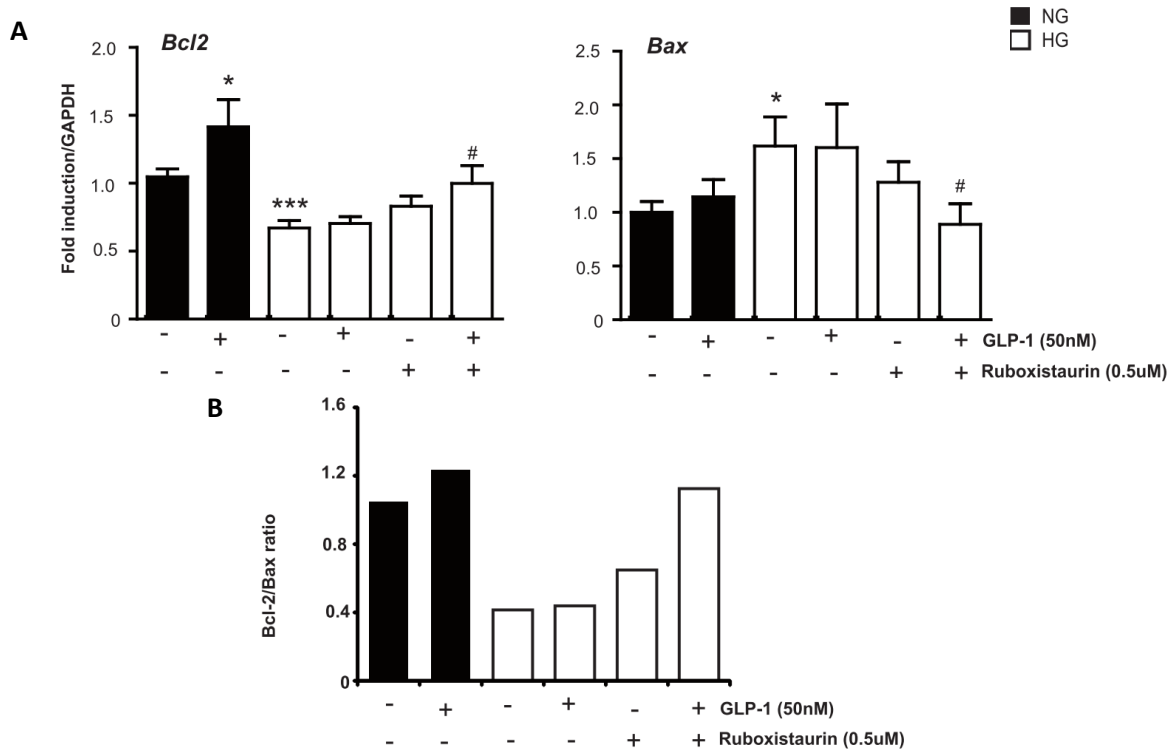 A
Bcl2
Bax
NG
HG
Fold induction/GAPDH
2.0
1.5
1.0
0.5
0
*
***
#
2.5
2.0
1.5
1.0
0.5
0
*
#
- + - + - +
- + - + - + GLP-1 (50nM)
- - - - + +
- - - - + + Ruboxistaurin (0.5uM)
B
Bcl-2/Bax ratio
1.6
1.2
0.8
0.4
0
- + - + - + GLP-1 (50nM)
- - - - + + Ruboxistaurin (0.5uM)